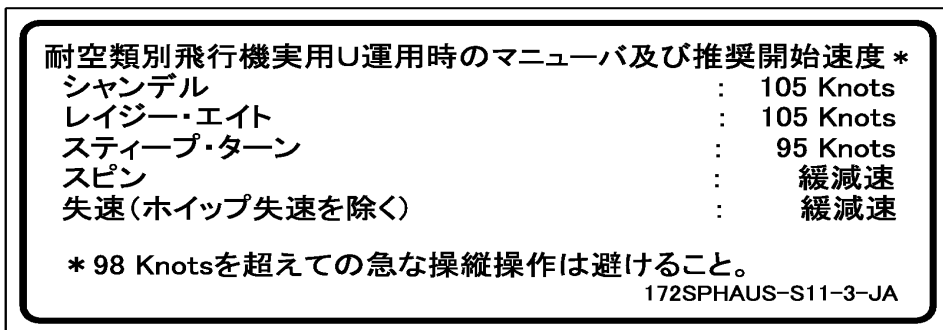 耐空類別飛行機実用U運用時のマニューバ及び推奨開始速度*
シャンデル : 105 Knots
レイジー・エイト : 105 Knots
スティープ・ターン : 95 Knots
スピン : 緩減速
失速(ホイップ失速を除く) : 緩減速
*98 Knotsを超えての急な操縦操作は避けること。
172SPHAUS-S11-3-JA